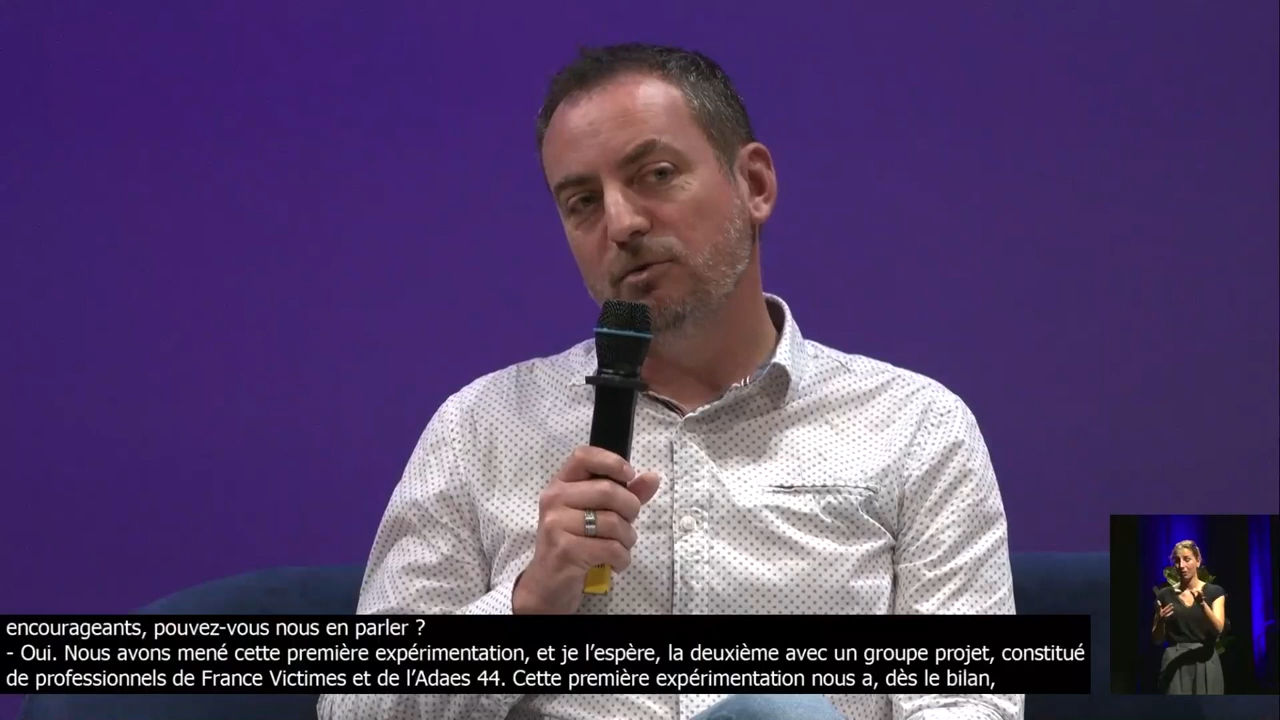 encourageants, pouvez-vous nous en parler ?
- Oui. Nous avons mené cette première expérimentation, et je l’espère, la deuxième avec un groupe projet, constitué
de professionnels de France Victimes et de l’Adaes 44. Cette première expérimentation nous a, dès le bilan,